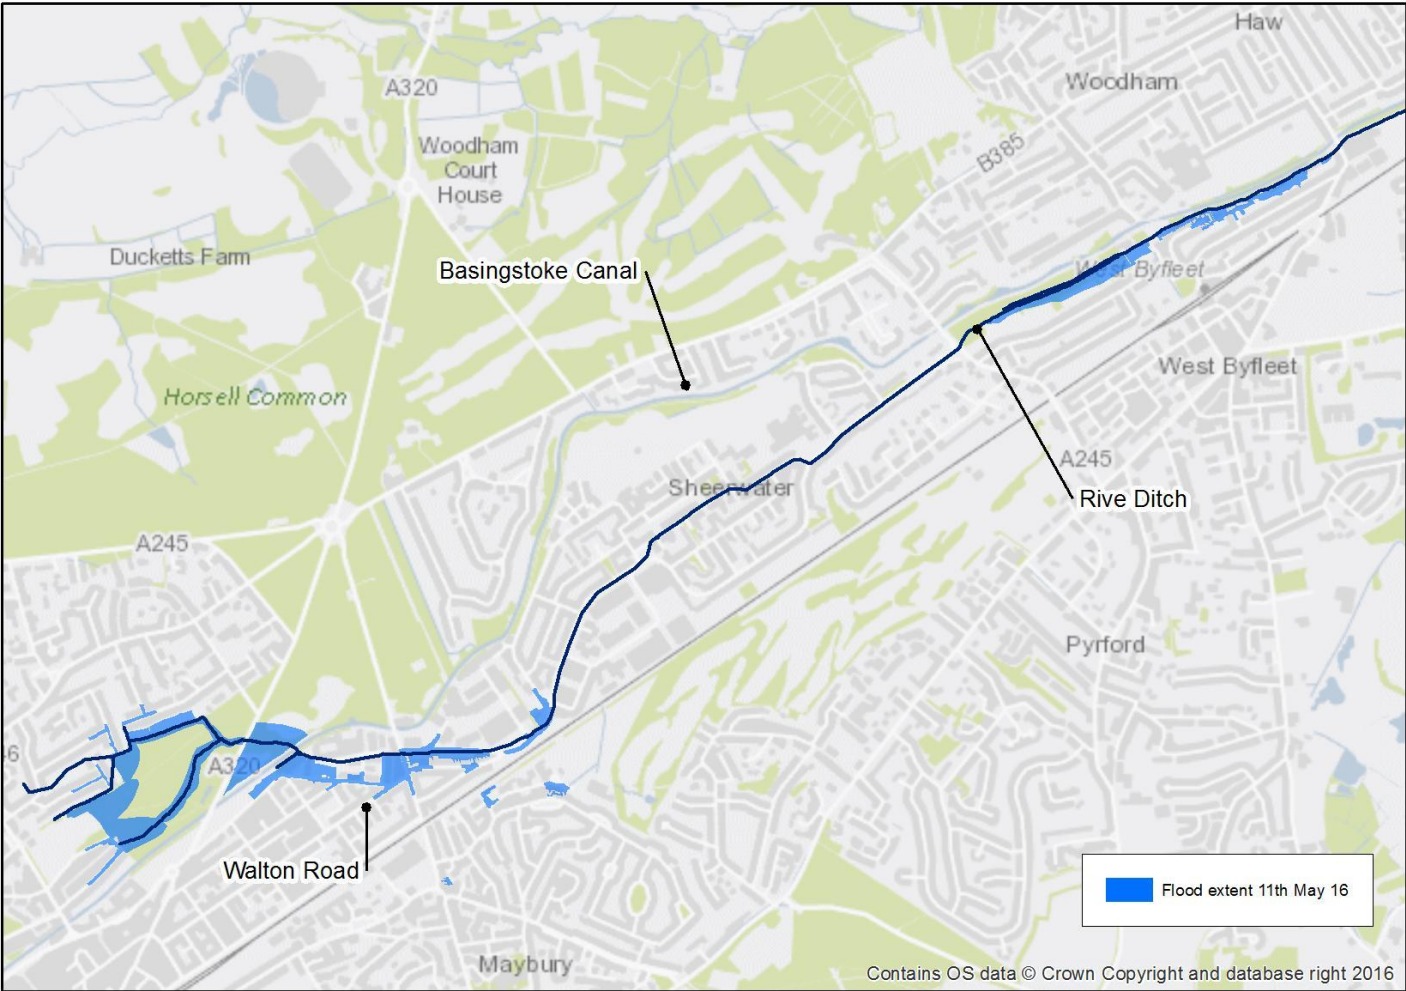 Haw
Woodham
A320
Woodham
Court
House
B385
Ducketts Farm
Basingstoke Canal
West Byfleet
West Byfleet
Horsell Common
A245
Sheerwater
Rive Ditch
A245
Pyrford
A320
Walton Road
Flood extent 11th May 16
Maybury
Contains OS data © Crown Copyright and database right 2016